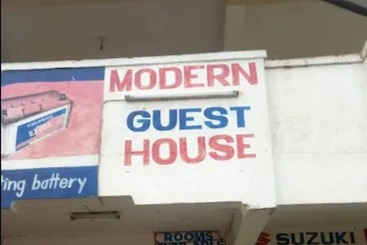 MODERN
GUEST
HOUSE
ting battery
ROOMS
SUZUKI